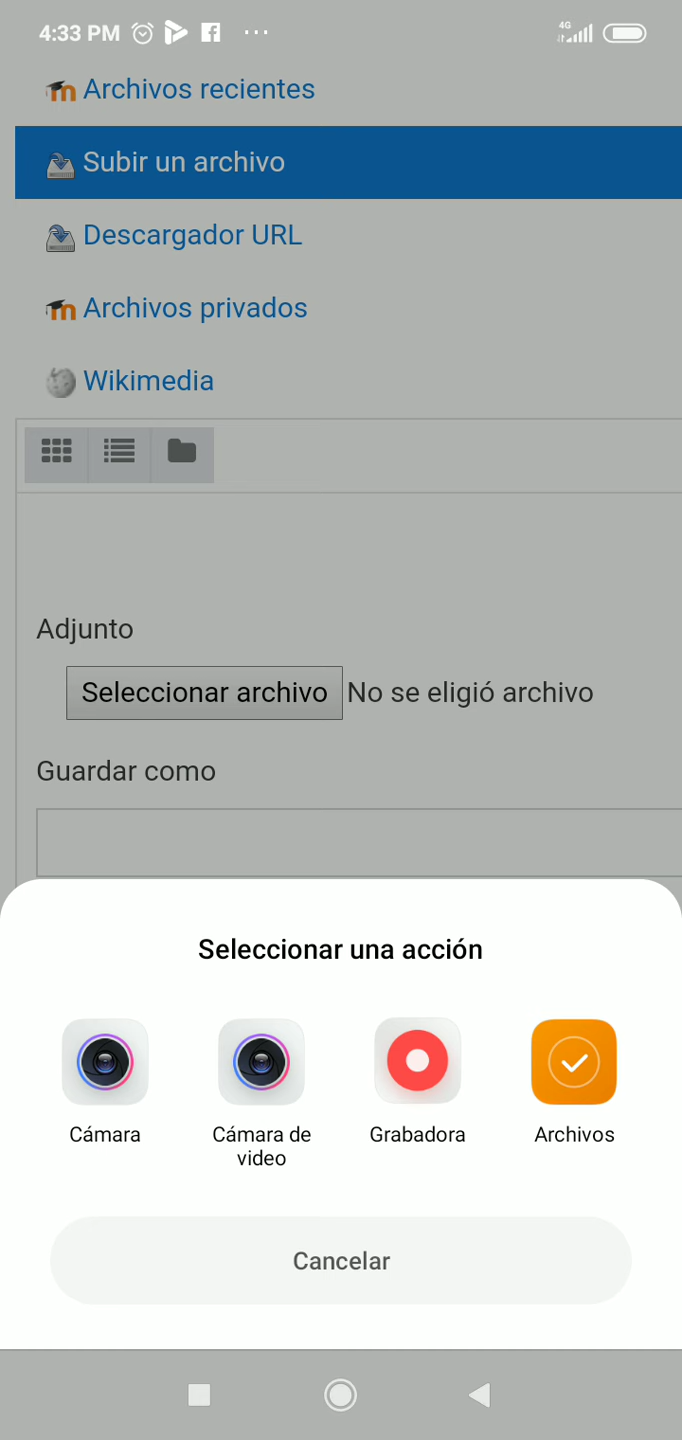 4:33 PM
4G
Archivos recientes
Subir un archivo
Descargador URL
Archivos privados
Wikimedia
Adjunto
Seleccionar archivo No se eligió archivo
Guardar como
Seleccionar una acción
Cámara
Cámara de video
Grabadora
Archivos
Cancelar